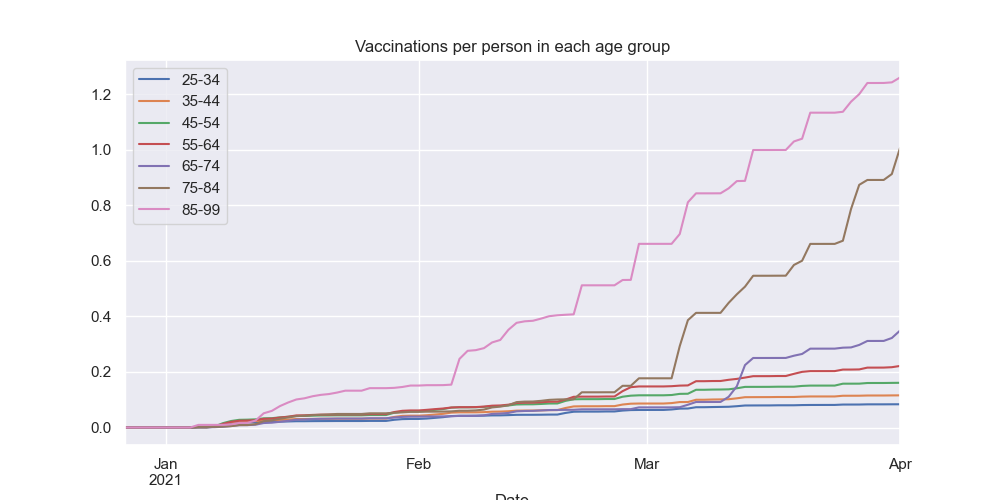 Vaccinations per person in each age group
25-34
35-44
45-54
55-64
65-74
75-84
85-99
1.2
1.0
0.8
0.6
0.4
0.2
0.0
Jan
2021
Feb
Mar
Apr
Date